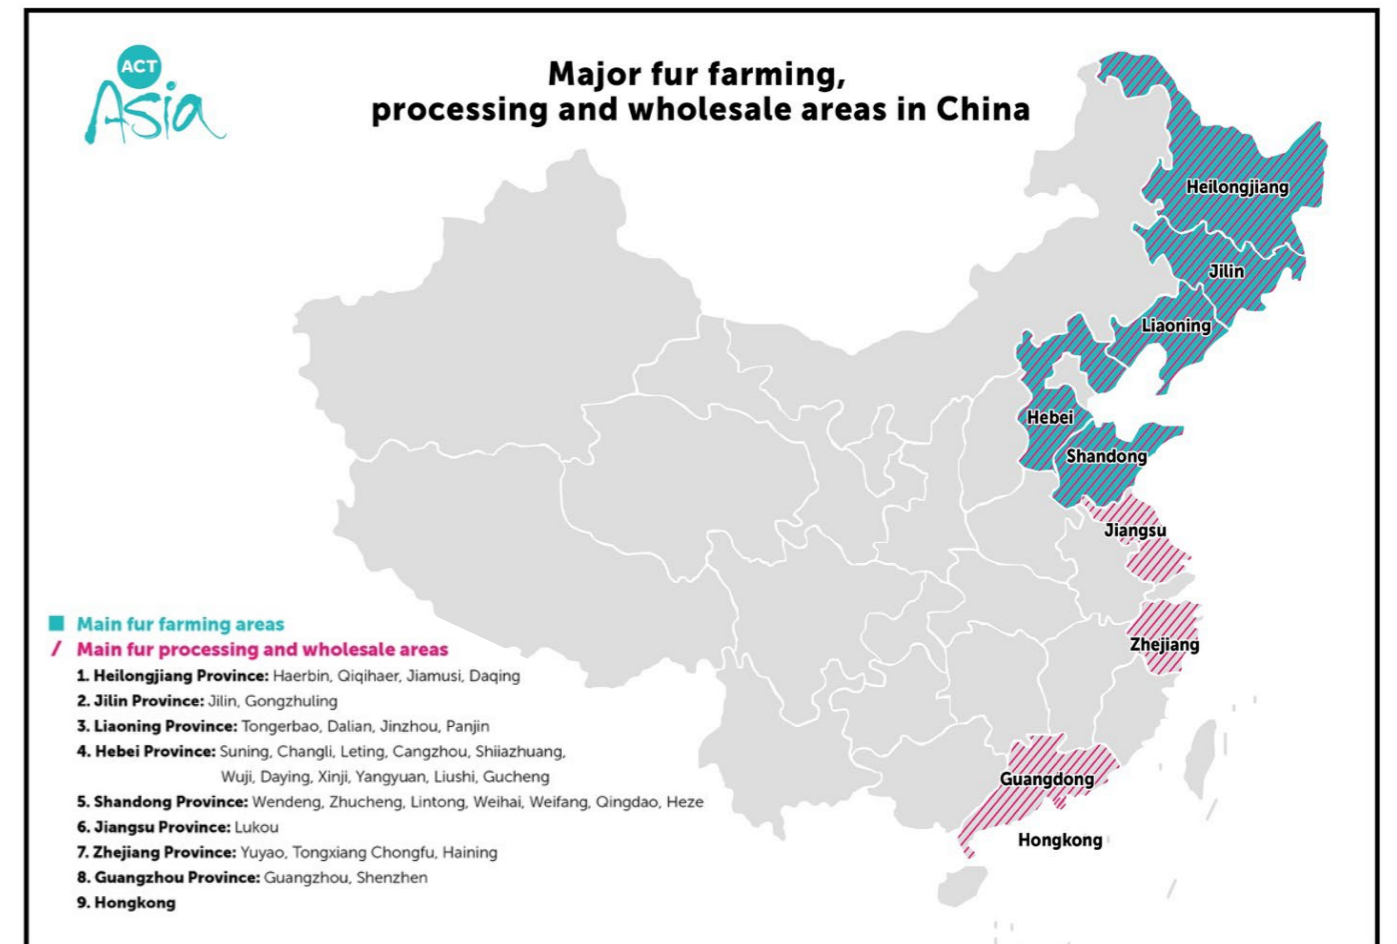 ACT
Asia
Major fur farming,
processing and wholesale areas in China
Heilongjiang
Jilin
Liaoning
Hebei
Shandong
Jiangsu
Zhejiang
Guangdong
Hongkong
Main fur farming areas
/ Main fur processing and wholesale areas
1. Heilongjiang Province: Haerbin, Qiqihaer, Jiamusi, Daqing
2. Jilin Province: Jilin, Gongzhuling
3. Liaoning Province: Tongerbao, Dalian, Jinzhou, Panjin
4. Hebei Province: Suning, Changli, Leting, Cangzhou, Shiiazhuang,
Wuji, Daying, Xinji, Yangyuan, Liushi, Gucheng
5. Shandong Province: Wendeng, Zhucheng, Lintong, Weihai, Weifang, Qingdao, Heze
6. Jiangsu Province: Lukou
7. Zhejiang Province: Yuyao, Tongxiang Chongfu, Haining
8. Guangzhou Province: Guangzhou, Shenzhen
9. Hongkong